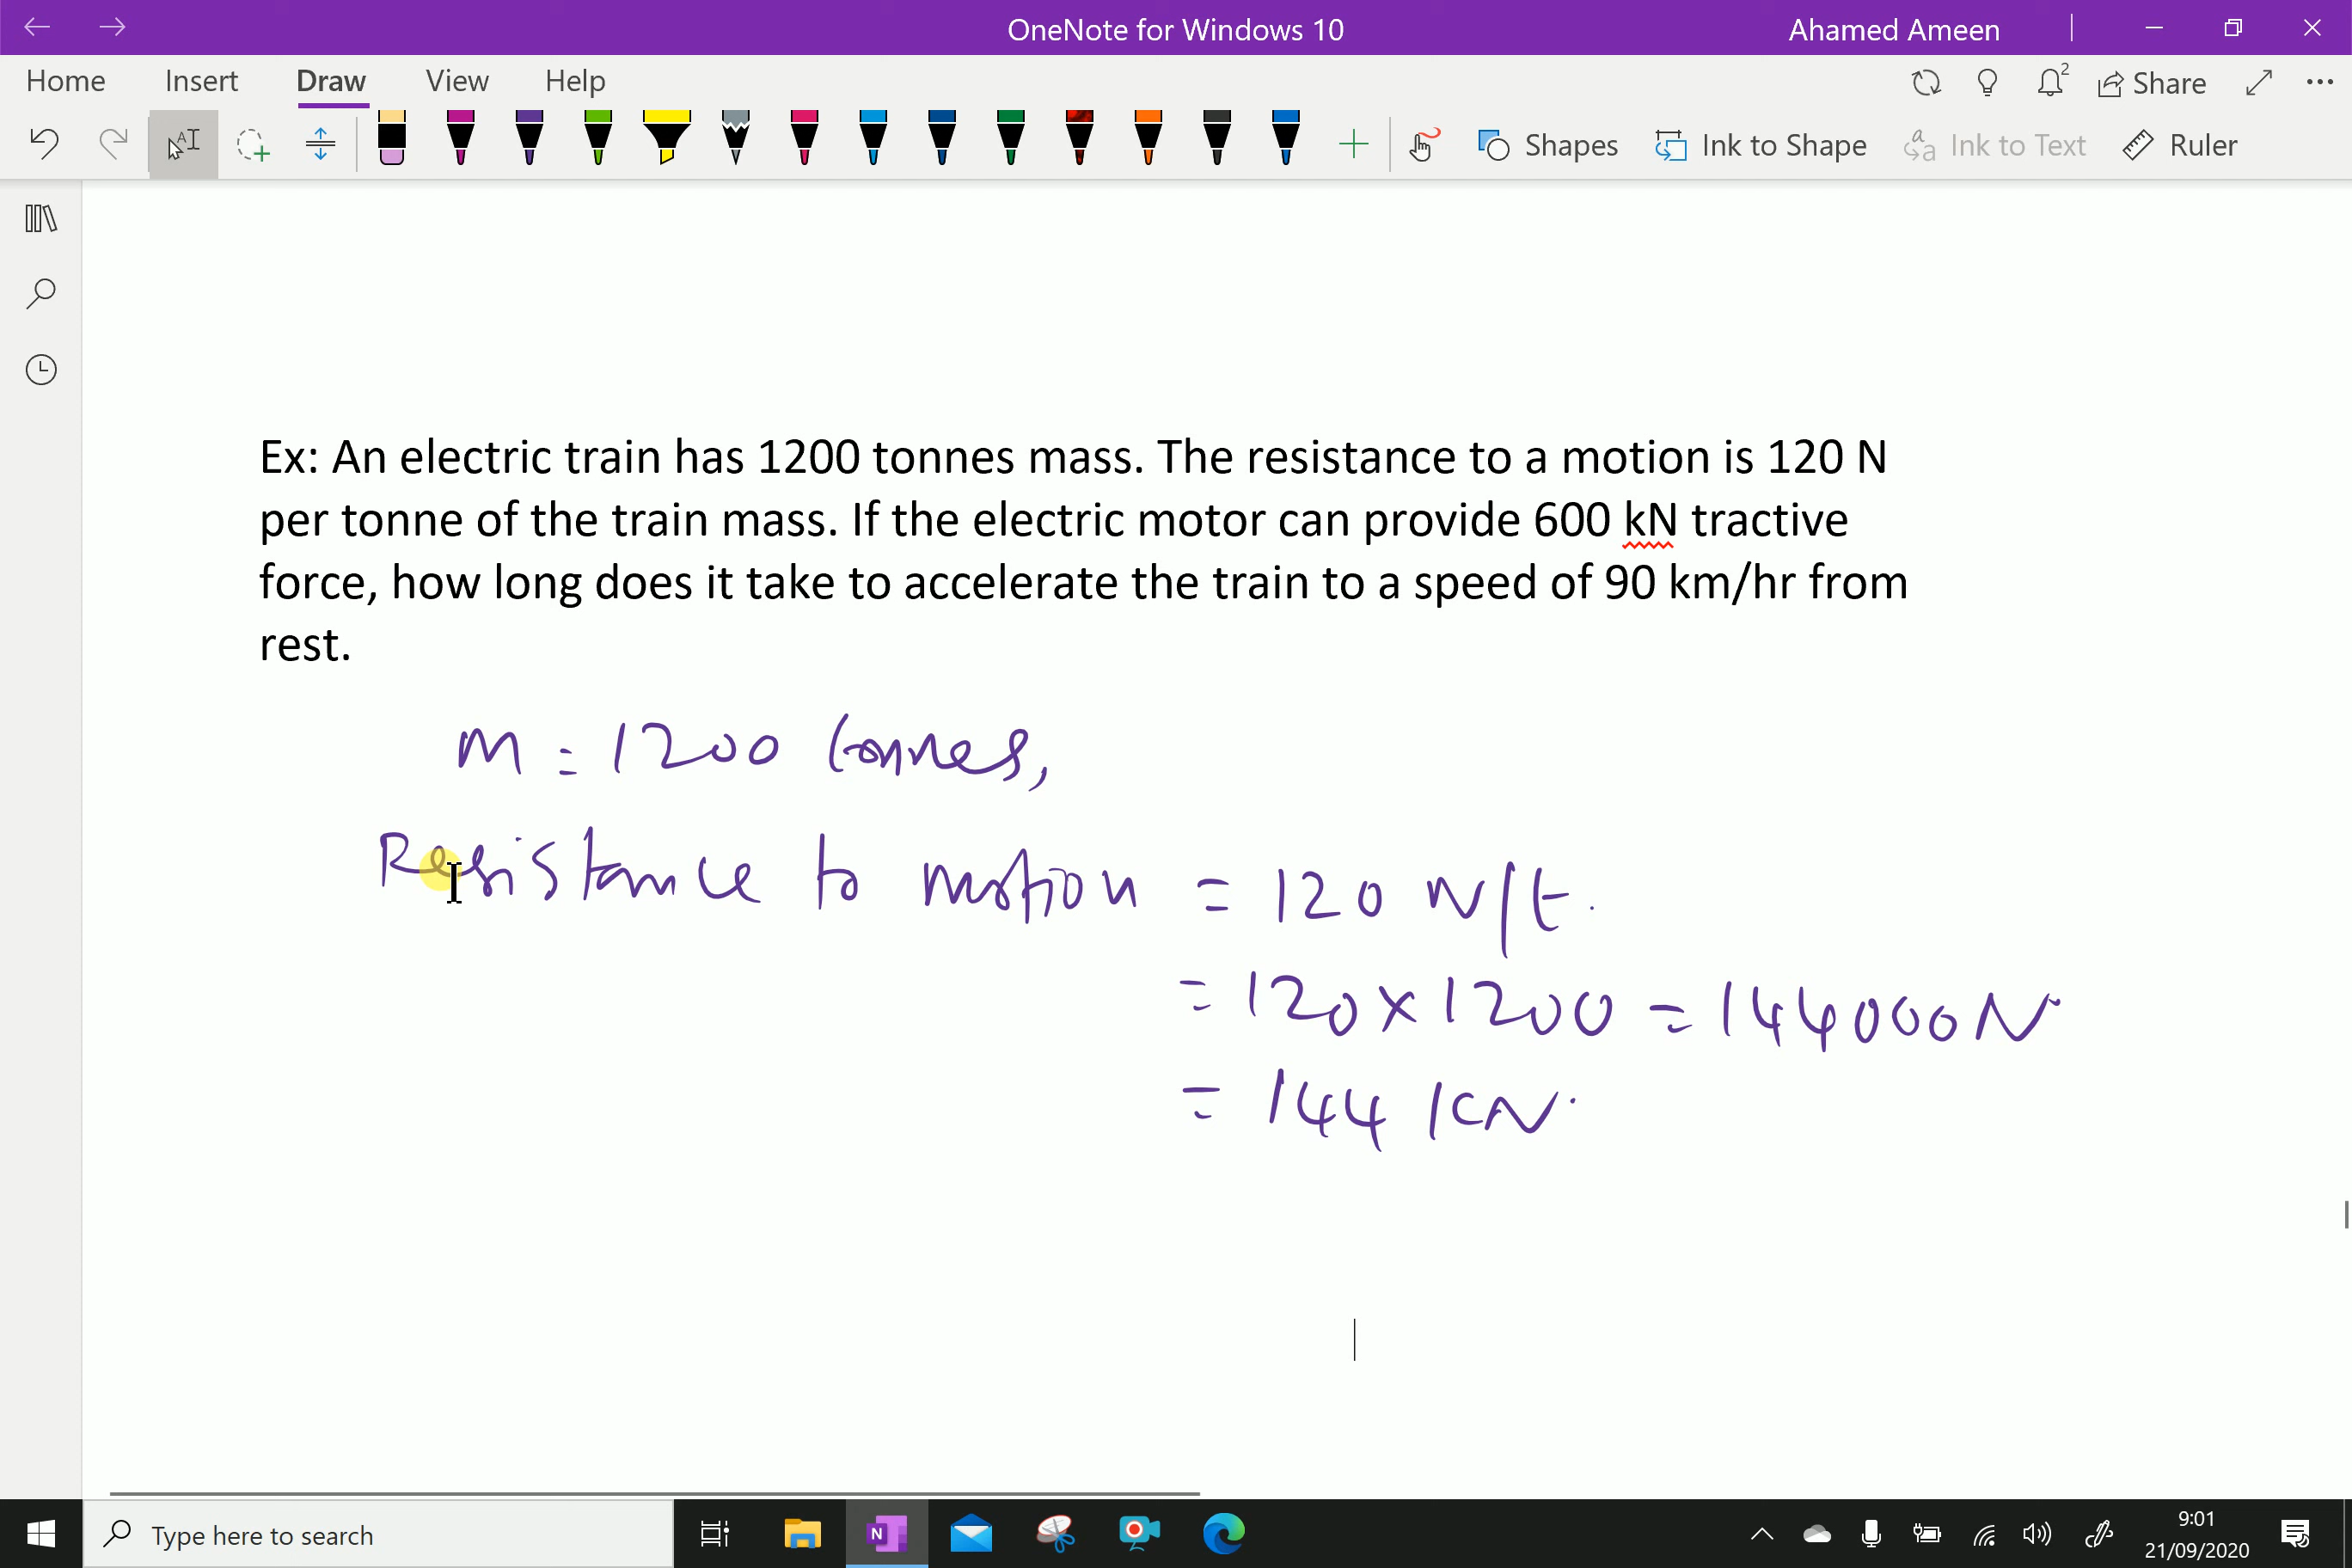 OneNote for Windows 10
Ahamed Ameen
Home Insert Draw View Help
2 Share
Shapes Ink to Shape Ink to Text Ruler
Ex: An electric train has 1200 tonnes mass. The resistance to a motion is 120 N
per tonne of the train mass. If the electric motor can provide 600 kN tractive
force, how long does it take to accelerate the train to a speed of 90 km/hr from
rest.
m = 1200 tonnes,
Resistance to motion = 120 N/t.
= 120 x 1200 = 144000 N.
= 144 KN.
Type here to search
9:01
21/09/2020